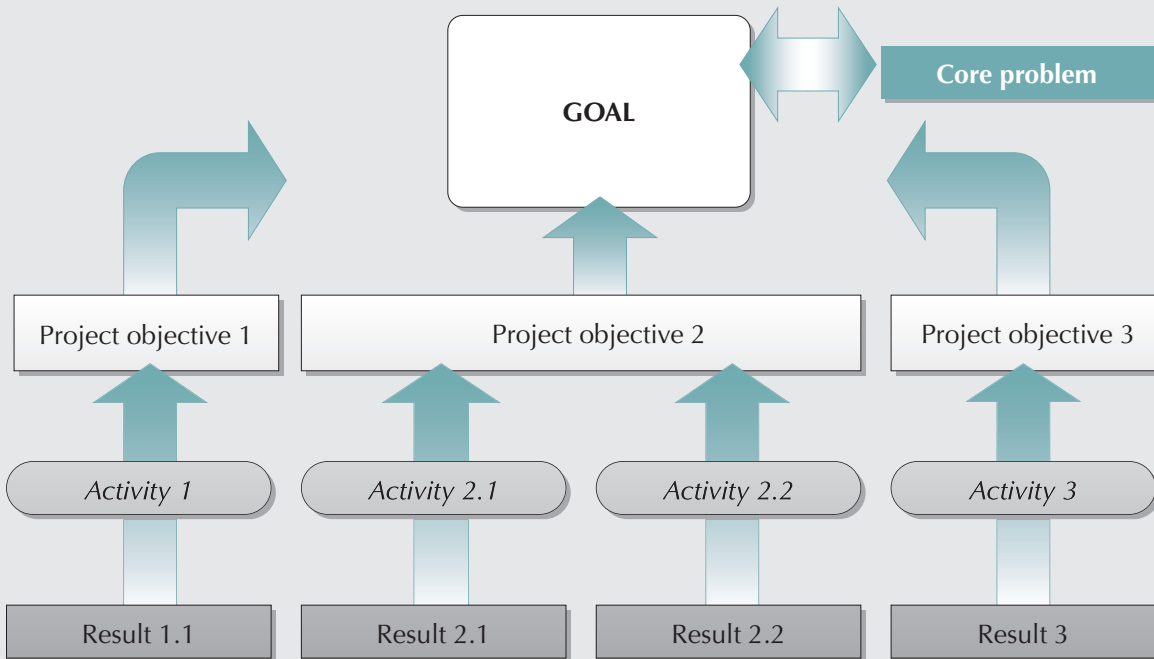 Core problem
GOAL
Project objective 1
Project objective 2
Project objective 3
Activity 1
Activity 2.1
Activity 2.2
Activity 3
Result 1.1
Result 2.1
Result 2.2
Result 3